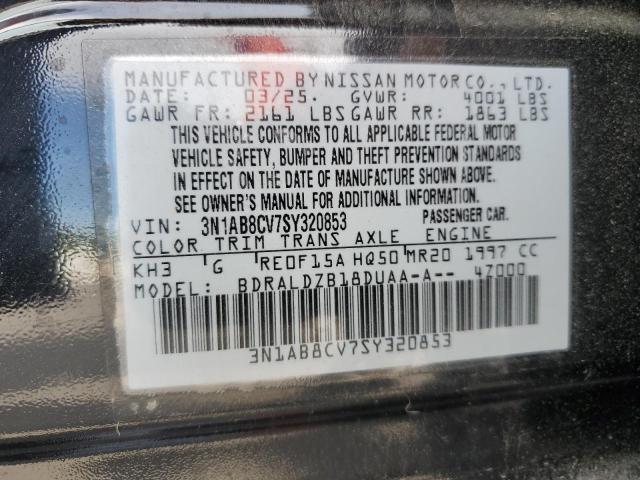 MANUFACTURED BY NISSAN MOTOR CO., LTD.
DATE: 03/25. GVWR: 4001 LBS
GAWR FR: 2161 LBS GAWR RR: 1863 LBS
THIS VEHICLE CONFORMS TO ALL APPLICABLE FEDERAL MOTOR
VEHICLE SAFETY, BUMPER AND THEFT PREVENTION STANDARDS
IN EFFECT ON THE DATE OF MANUFACTURE SHOWN ABOVE.
SEE OWNER'S MANUAL FOR ADDITIONAL INFORMATION.
VIN: 3N1AB8CV7SY320853 PASSENGER CAR.
COLOR TRIM TRANS AXLE ENGINE
KH3 G RE0F15A HQ50 MR20 1997 CC
MODEL: BDRALDZB18DUAA-A-- 47000
3N1AB8CV7SY320853